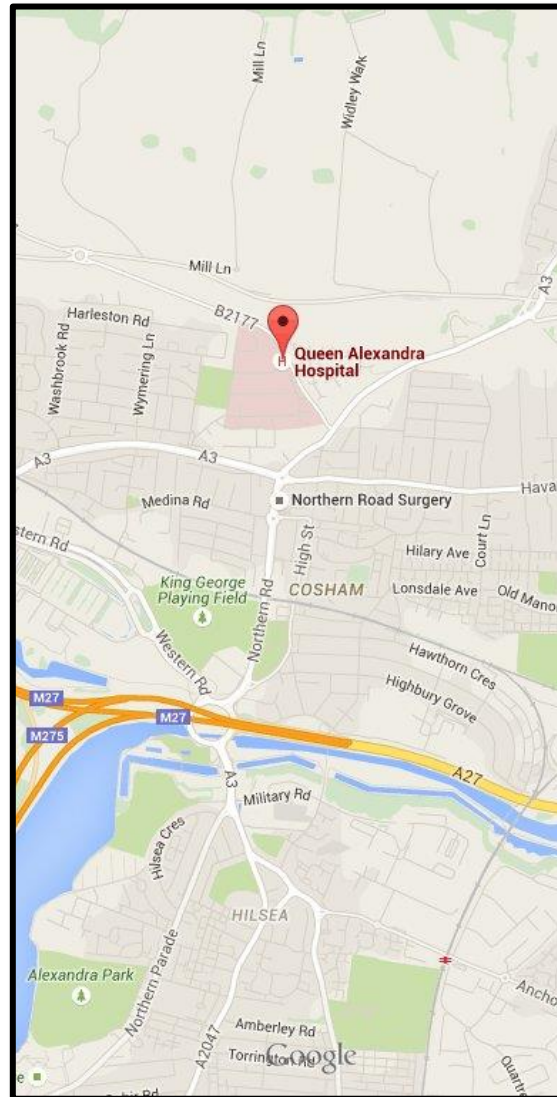 Mill Ln
Widley Walk
Mill Ln
A3
B2177
Harleston Rd
Washbrook Rd
Wymering Ln
Queen Alexandra
Hospital
H
A3
A3
Hava
Medina Rd
Northern Road Surgery
stern Rd
High St
Court Ln
Hilary Ave
King George
Playing Field
COSHAM
Lonsdale Ave
Old Mano
Northern Rd
Western Rd
Hawthorn Cres
Highbury Grove
M27
M27
M275
A27
A3
Military Rd
Hilsea Cres
HILSEA
Alexandra Park
Northern Parade
Ancho
A2047
Amberley Rd
Torrington Rd
Google
Quartre
e